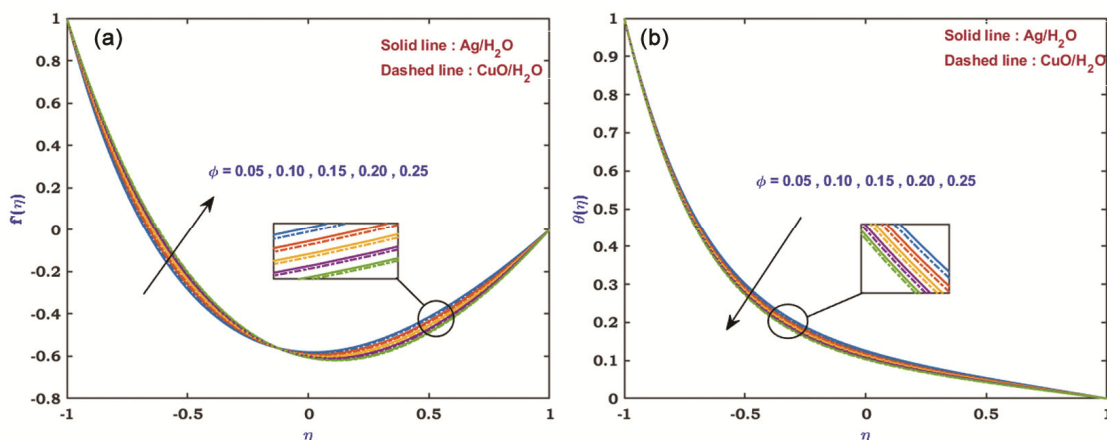 (a)
Solid line : Ag/H2O
Dashed line : CuO/H2O
ϕ = 0.05 , 0.10 , 0.15 , 0.20 , 0.25
f'(η)
1
0.8
0.6
0.4
0.2
0
-0.2
-0.4
-0.6
-0.8
-1
-0.5
0
0.5
1
η
(b)
Solid line : Ag/H2O
Dashed line : CuO/H2O
ϕ = 0.05 , 0.10 , 0.15 , 0.20 , 0.25
θ(η)
1
0.9
0.8
0.7
0.6
0.5
0.4
0.3
0.2
0.1
0
-1
-0.5
0
0.5
1
η